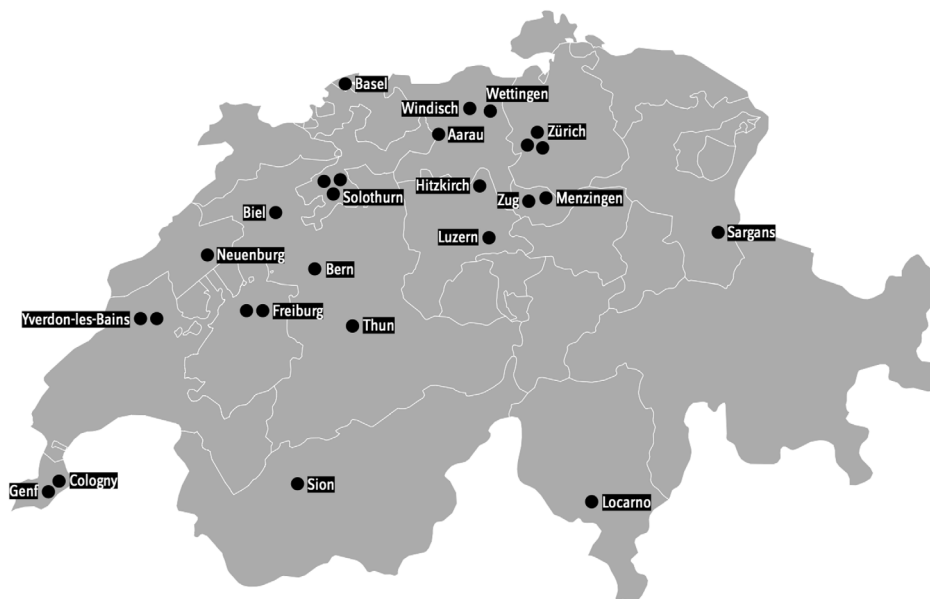 Basel
Wettingen
Windisch
Aarau
Zürich
Hitzkirch
Solothurn
Zug
Menzingen
Biel
Luzern
Sargans
Neuenburg
Bern
Freiburg
Yverdon-les-Bains
Thun
Cologny
Genf
Sion
Locarno